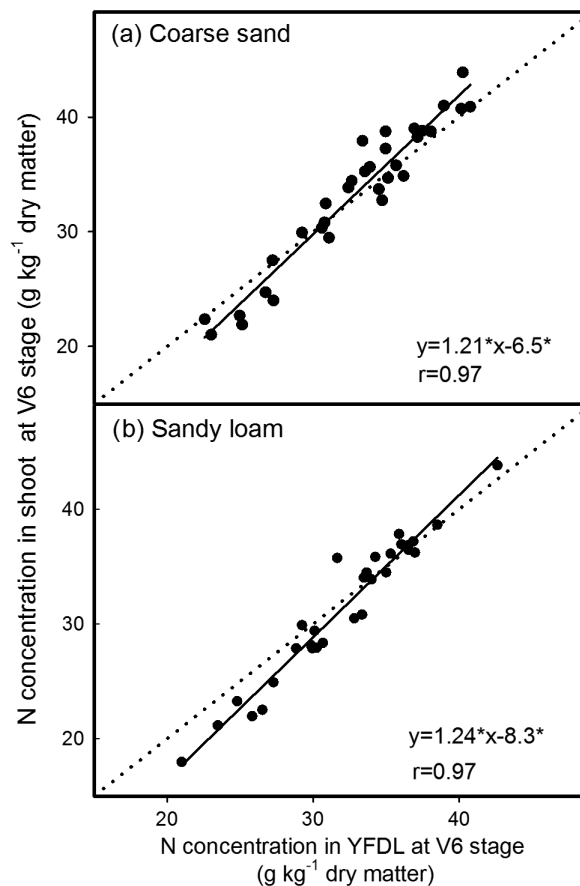 (a) Coarse sand
40
30
20
y=1.21*x-6.5*
r=0.97
(b) Sandy loam
40
30
20
y=1.24*x-8.3*
r=0.97
20 30 40
N concentration in YFDL at V6 stage
(g kg⁻¹ dry matter)
N concentration in shoot at V6 stage (g kg⁻¹ dry matter)